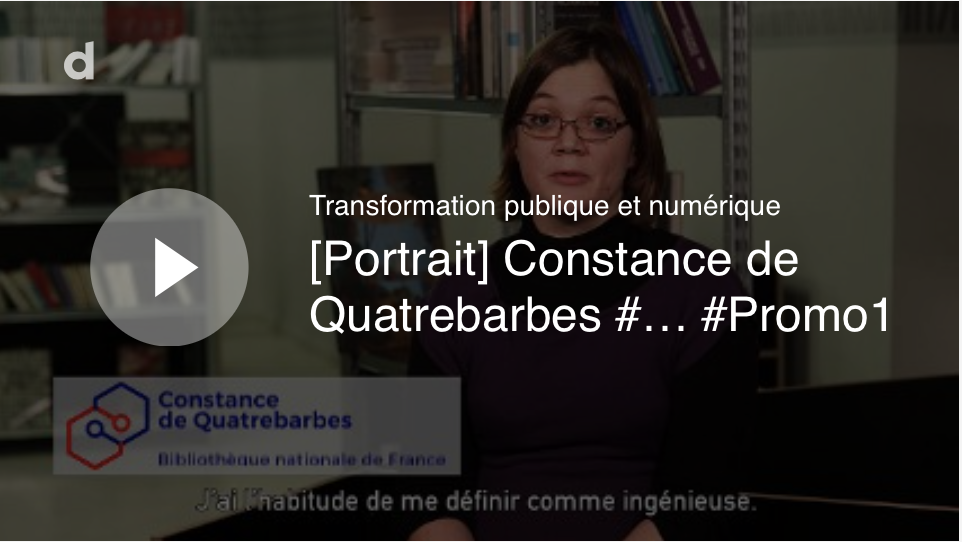 d
Transformation publique et numérique
[Portrait] Constance de
Quatrebarbes #… #Promo1
Constance
de Quatrebarbes
Bibliothèque nationale de France
J'ai l'habitude de me définir comme ingénieuse.